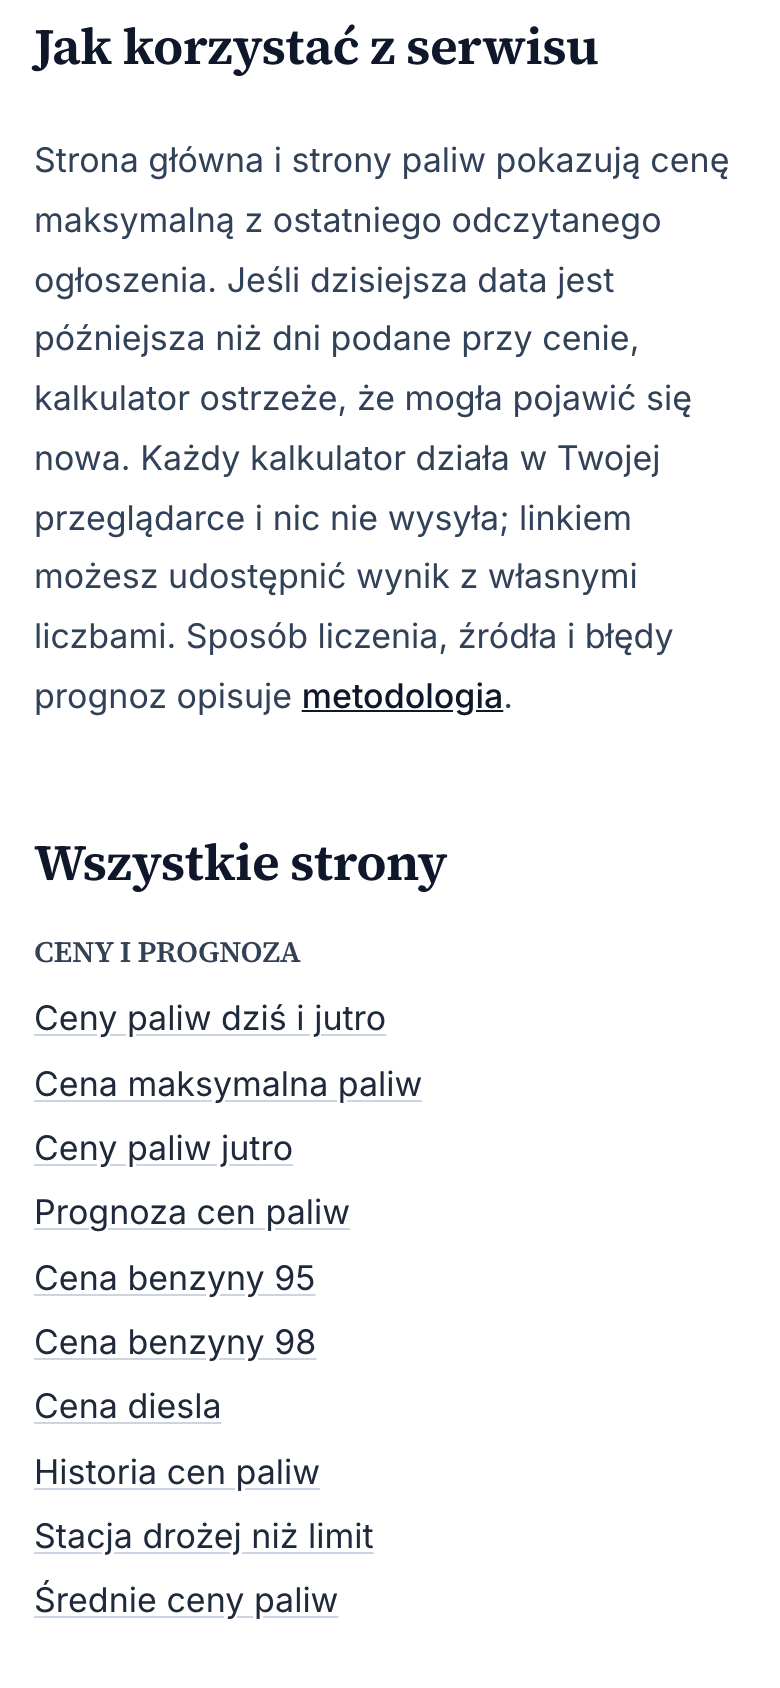 Jak korzystać z serwisu
Strona główna i strony paliw pokazują cenę
maksymalną z ostatniego odczytanego
ogłoszenia. Jeśli dzisiejsza data jest
późniejsza niż dni podane przy cenie,
kalkulator ostrzeże, że mogła pojawić się
nowa. Każdy kalkulator działa w Twojej
przeglądarce i nic nie wysyła; linkiem
możesz udostępnić wynik z własnymi
liczbami. Sposób liczenia, źródła i błędy
prognoz opisuje metodologia.
Wszystkie strony
CENY I PROGNOZA
Ceny paliw dziś i jutro
Cena maksymalna paliw
Ceny paliw jutro
Prognoza cen paliw
Cena benzyny 95
Cena benzyny 98
Cena diesla
Historia cen paliw
Stacja drożej niż limit
Średnie ceny paliw